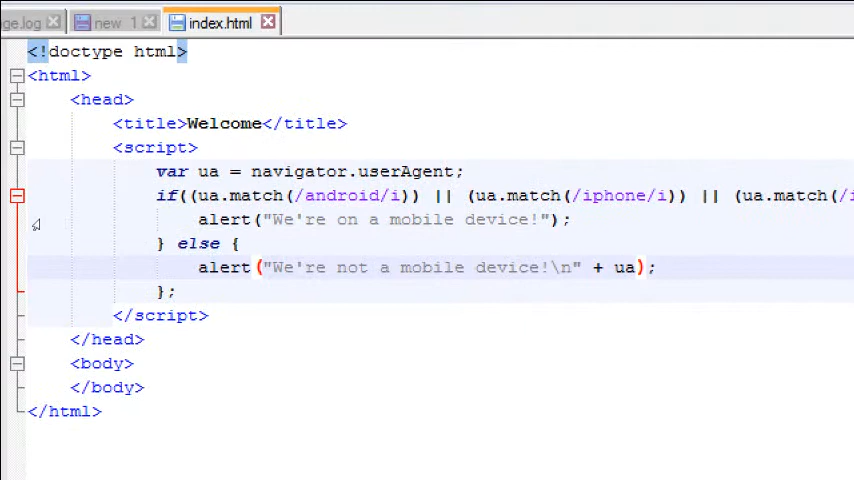 ge.log new 1 index.html
<!doctype html>
<html>
<head>
<title>Welcome</title>
<script>
var ua = navigator.userAgent;
if((ua.match(/android/i)) || (ua.match(/iphone/i)) || (ua.match(/i
alert("We're on a mobile device!");
} else {
alert("We're not a mobile device!\n" + ua);
};
</script>
</head>
<body>
</body>
</html>